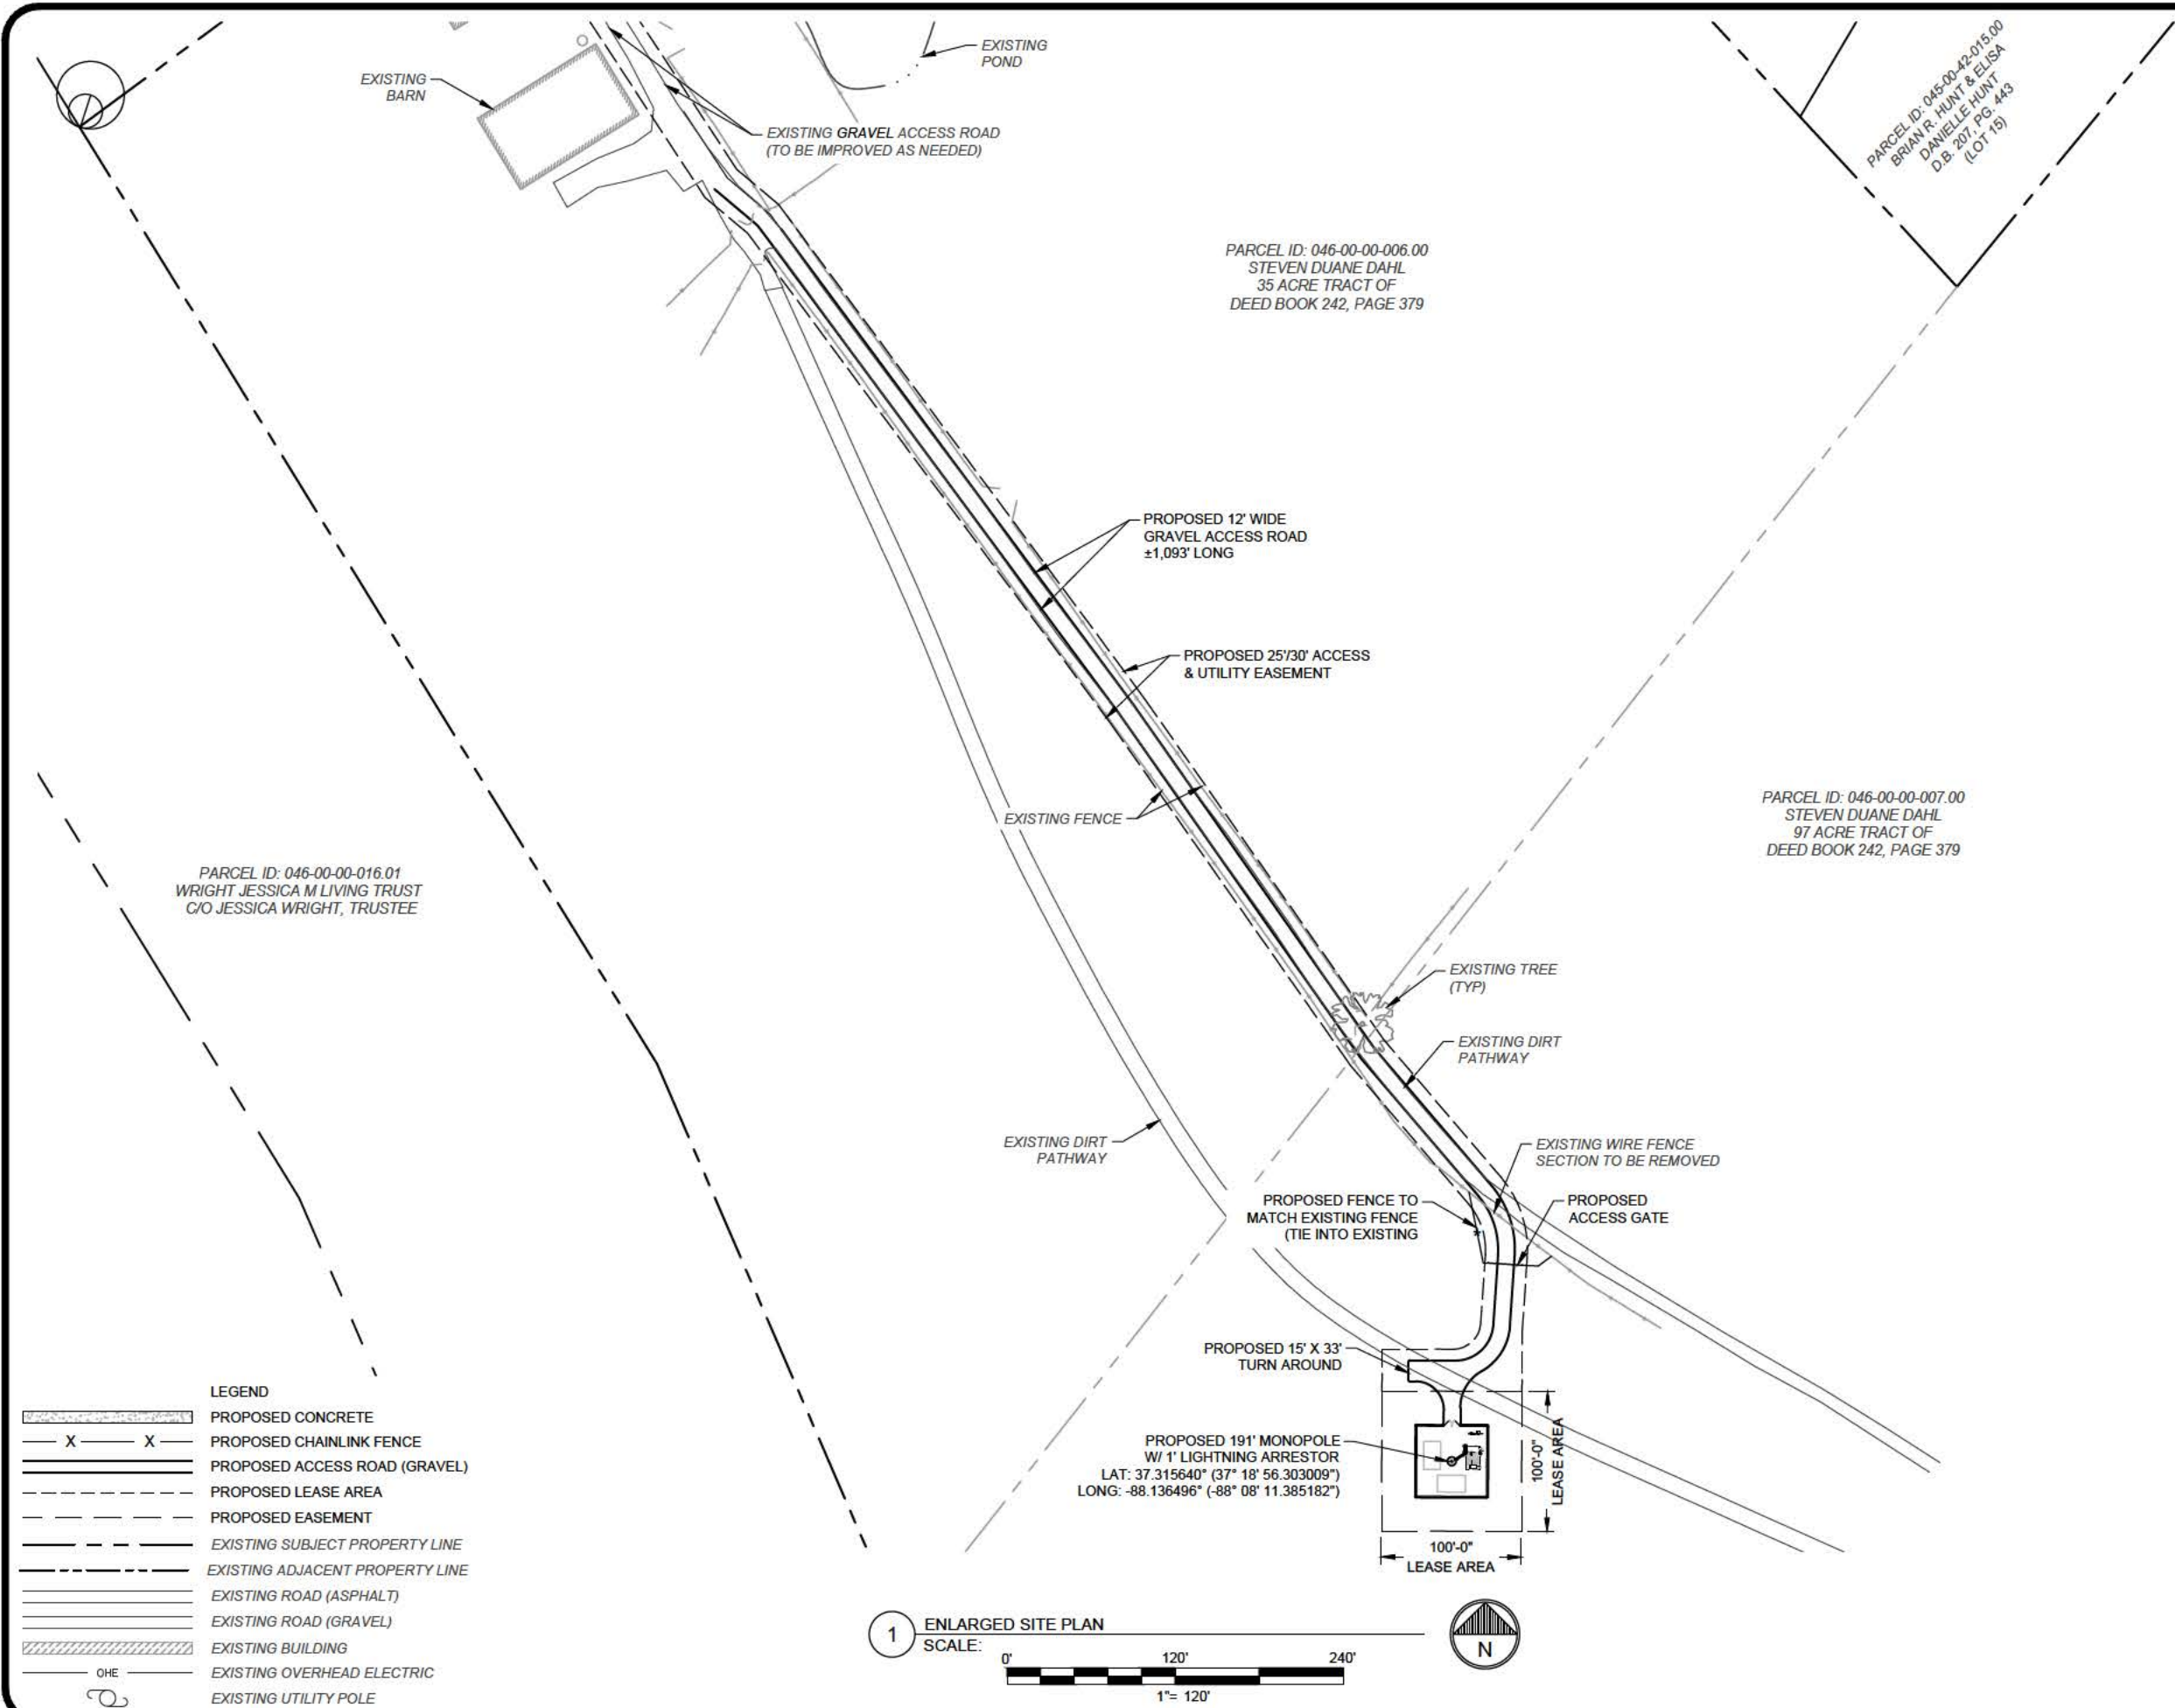 EXISTING
BARN
EXISTING
POND
EXISTING GRAVEL ACCESS ROAD
(TO BE IMPROVED AS NEEDED)
PARCEL ID: 045-00-42-015.00
BRIAN R. HUNT & ELISA
DANIELLE HUNT
D.B. 207, PG. 443
(LOT 15)
PARCEL ID: 046-00-00-006.00
STEVEN DUANE DAHL
35 ACRE TRACT OF
DEED BOOK 242, PAGE 379
PROPOSED 12' WIDE
GRAVEL ACCESS ROAD
±1,093' LONG
PROPOSED 25'/30' ACCESS
& UTILITY EASEMENT
EXISTING FENCE
PARCEL ID: 046-00-00-007.00
STEVEN DUANE DAHL
97 ACRE TRACT OF
DEED BOOK 242, PAGE 379
PARCEL ID: 046-00-00-016.01
WRIGHT JESSICA M LIVING TRUST
C/O JESSICA WRIGHT, TRUSTEE
EXISTING TREE
(TYP)
EXISTING DIRT
PATHWAY
EXISTING DIRT
PATHWAY
EXISTING WIRE FENCE
SECTION TO BE REMOVED
PROPOSED FENCE TO
MATCH EXISTING FENCE
(TIE INTO EXISTING
PROPOSED
ACCESS GATE
PROPOSED 15' X 33'
TURN AROUND
PROPOSED 191' MONOPOLE
W/ 1' LIGHTNING ARRESTOR
LAT: 37.315640° (37° 18' 56.303009")
LONG: -88.136496° (-88° 08' 11.385182")
100'-0"
LEASE AREA
100'-0"
LEASE AREA
LEGEND
PROPOSED CONCRETE
X X PROPOSED CHAINLINK FENCE
PROPOSED ACCESS ROAD (GRAVEL)
PROPOSED LEASE AREA
PROPOSED EASEMENT
EXISTING SUBJECT PROPERTY LINE
EXISTING ADJACENT PROPERTY LINE
EXISTING ROAD (ASPHALT)
EXISTING ROAD (GRAVEL)
EXISTING BUILDING
OHE EXISTING OVERHEAD ELECTRIC
EXISTING UTILITY POLE
1 ENLARGED SITE PLAN
SCALE:
0' 120' 240'
1"= 120'
N